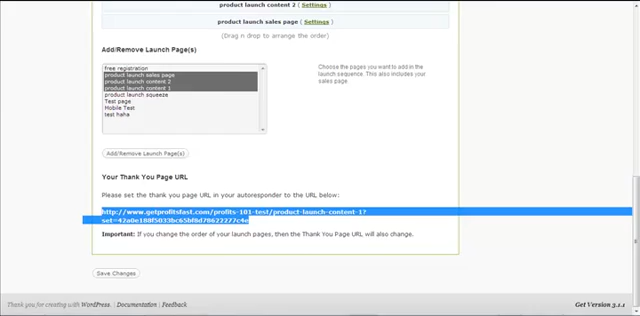 product launch content 2 ( Settings )
product launch sales page ( Settings )
(Drag n drop to arrange the order)
Add/Remove Launch Page(s)
free registration
product launch sales page
product launch content 2
product launch content 1
product launch squeeze
Test page
Mobile Test
test haha
Choose the pages you want to add in the
launch sequence. This also includes your
sales page
Add/Remove Launch Page(s)
Your Thank You Page URL
Please set the thank you page URL in your autoresponder to the URL below:
http://www.getprofitsfast.com/profits-101-test/product-launch-content-1?
set=42a0e188f5033bc65bf8d78622277c4e
Important: If you change the order of your launch pages, then the Thank You Page URL will also change.
Save Changes
Thank you for creating with WordPress. | Documentation | Feedback
Get Version 3.1.1